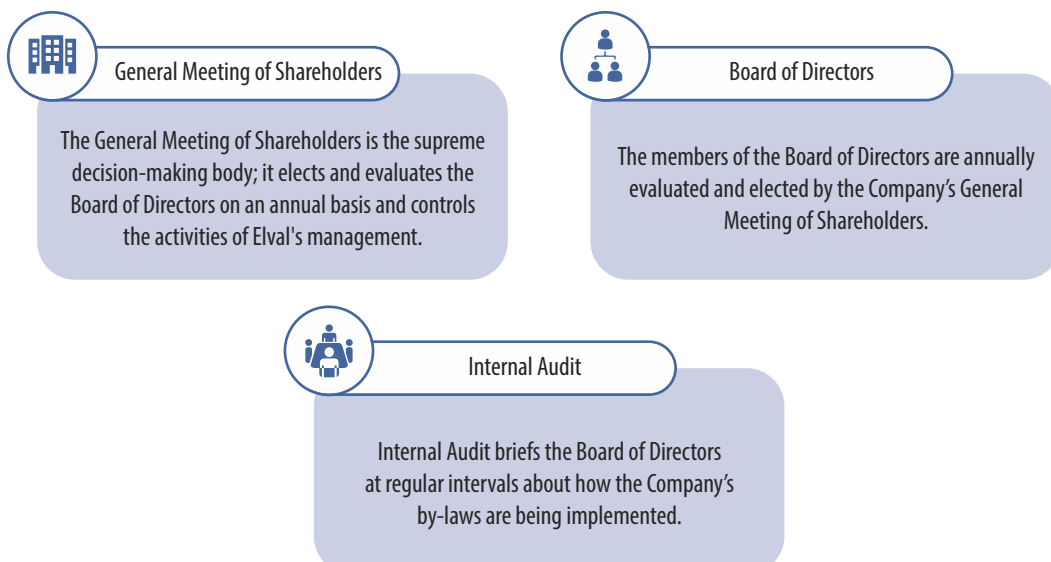 General Meeting of Shareholders
The General Meeting of Shareholders is the supreme
decision-making body; it elects and evaluates the
Board of Directors on an annual basis and controls
the activities of Elval's management.
Board of Directors
The members of the Board of Directors are annually
evaluated and elected by the Company’s General
Meeting of Shareholders.
Internal Audit
Internal Audit briefs the Board of Directors
at regular intervals about how the Company’s
by-laws are being implemented.